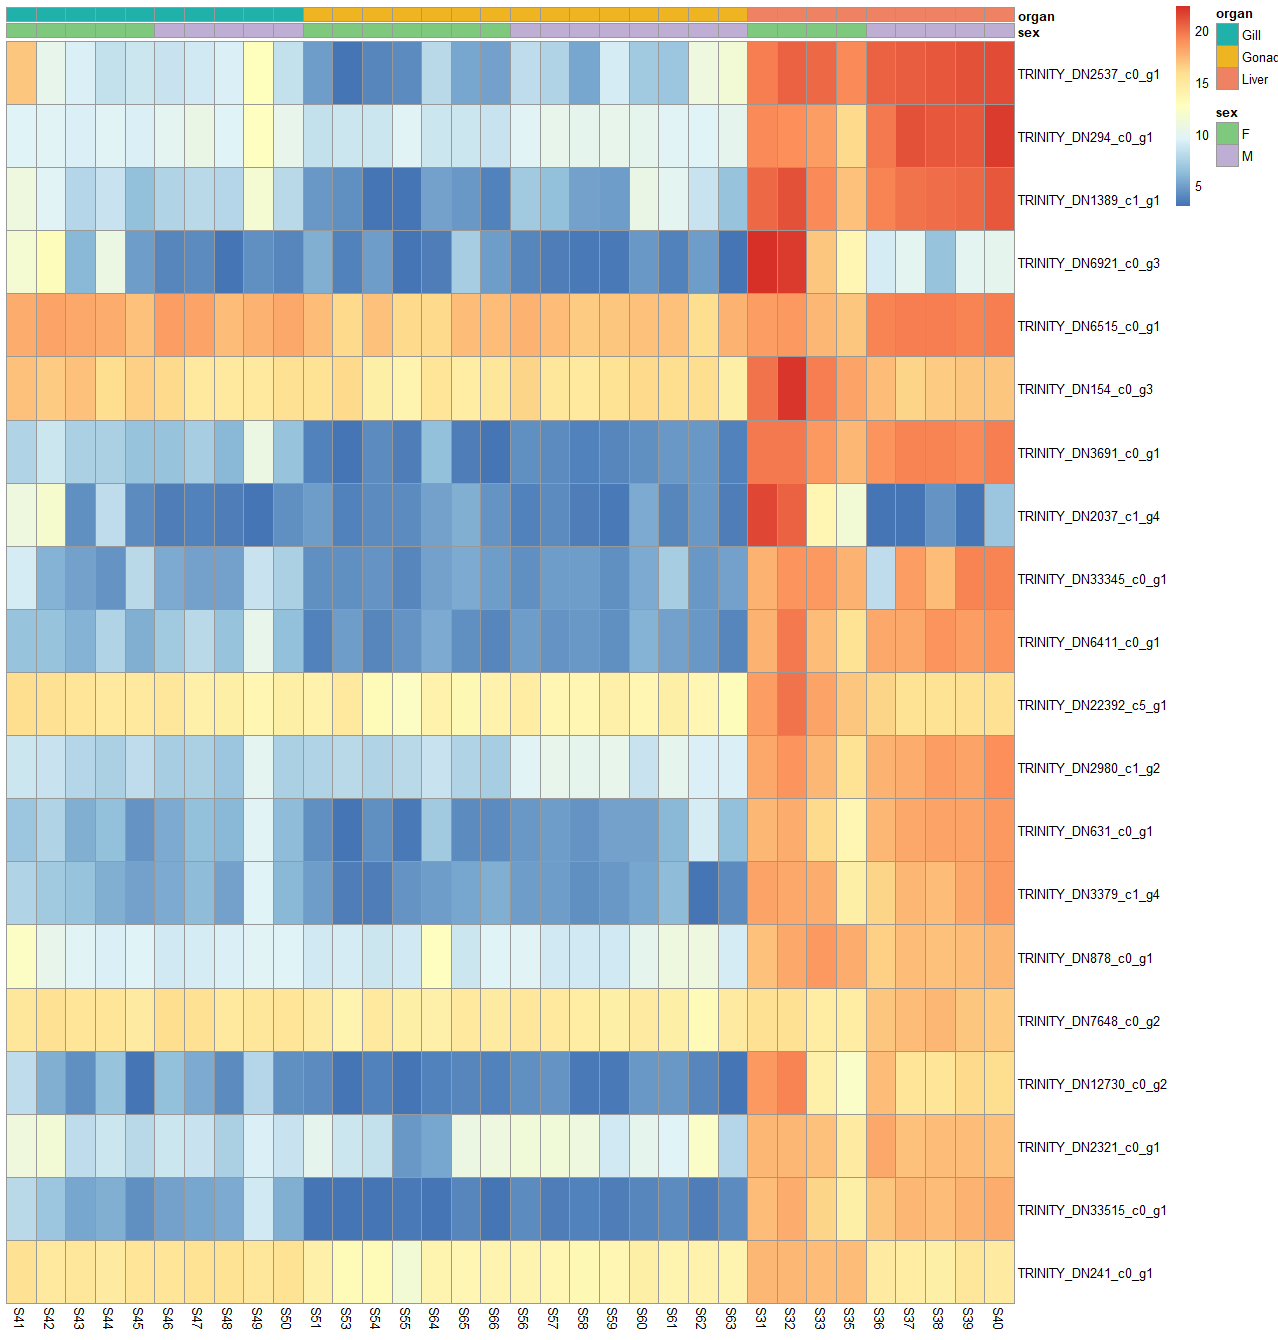 organ
sex
TRINITY_DN2537_c0_g1
TRINITY_DN294_c0_g1
TRINITY_DN1389_c1_g1
TRINITY_DN6921_c0_g3
TRINITY_DN6515_c0_g1
TRINITY_DN154_c0_g3
TRINITY_DN3691_c0_g1
TRINITY_DN2037_c1_g4
TRINITY_DN33345_c0_g1
TRINITY_DN6411_c0_g1
TRINITY_DN22392_c5_g1
TRINITY_DN2980_c1_g2
TRINITY_DN631_c0_g1
TRINITY_DN3379_c1_g4
TRINITY_DN878_c0_g1
TRINITY_DN7648_c0_g2
TRINITY_DN12730_c0_g2
TRINITY_DN2321_c0_g1
TRINITY_DN33515_c0_g1
TRINITY_DN241_c0_g1
S41 S42 S43 S44 S45 S46 S47 S48 S49 S50 S51 S53 S54 S55 S64 S65 S66 S56 S57 S58 S59 S60 S61 S62 S63 S31 S32 S33 S35 S36 S37 S38 S39 S40
20
15
10
5
organ
Gill
Gonad
Liver
sex
F
M